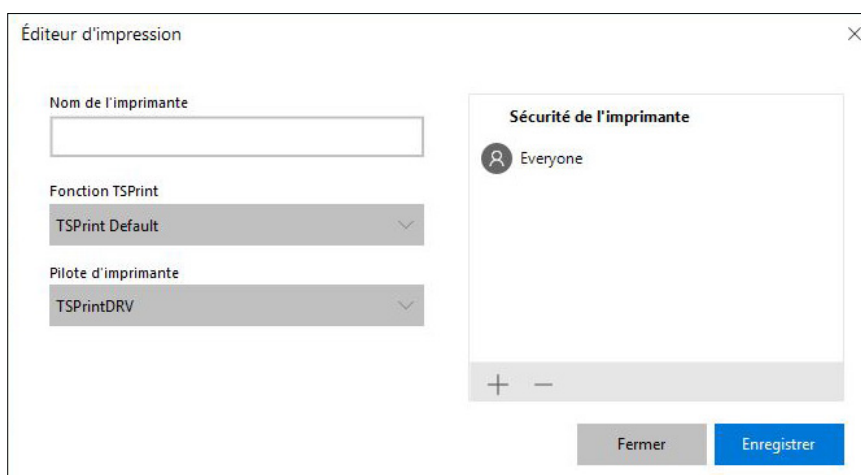 Éditeur d'impression
Nom de l'imprimante
Fonction TSPrint
TSPrint Default
Pilote d'imprimante
TSPrintDRV
Sécurité de l'imprimante
Everyone
Fermer
Enregistrer